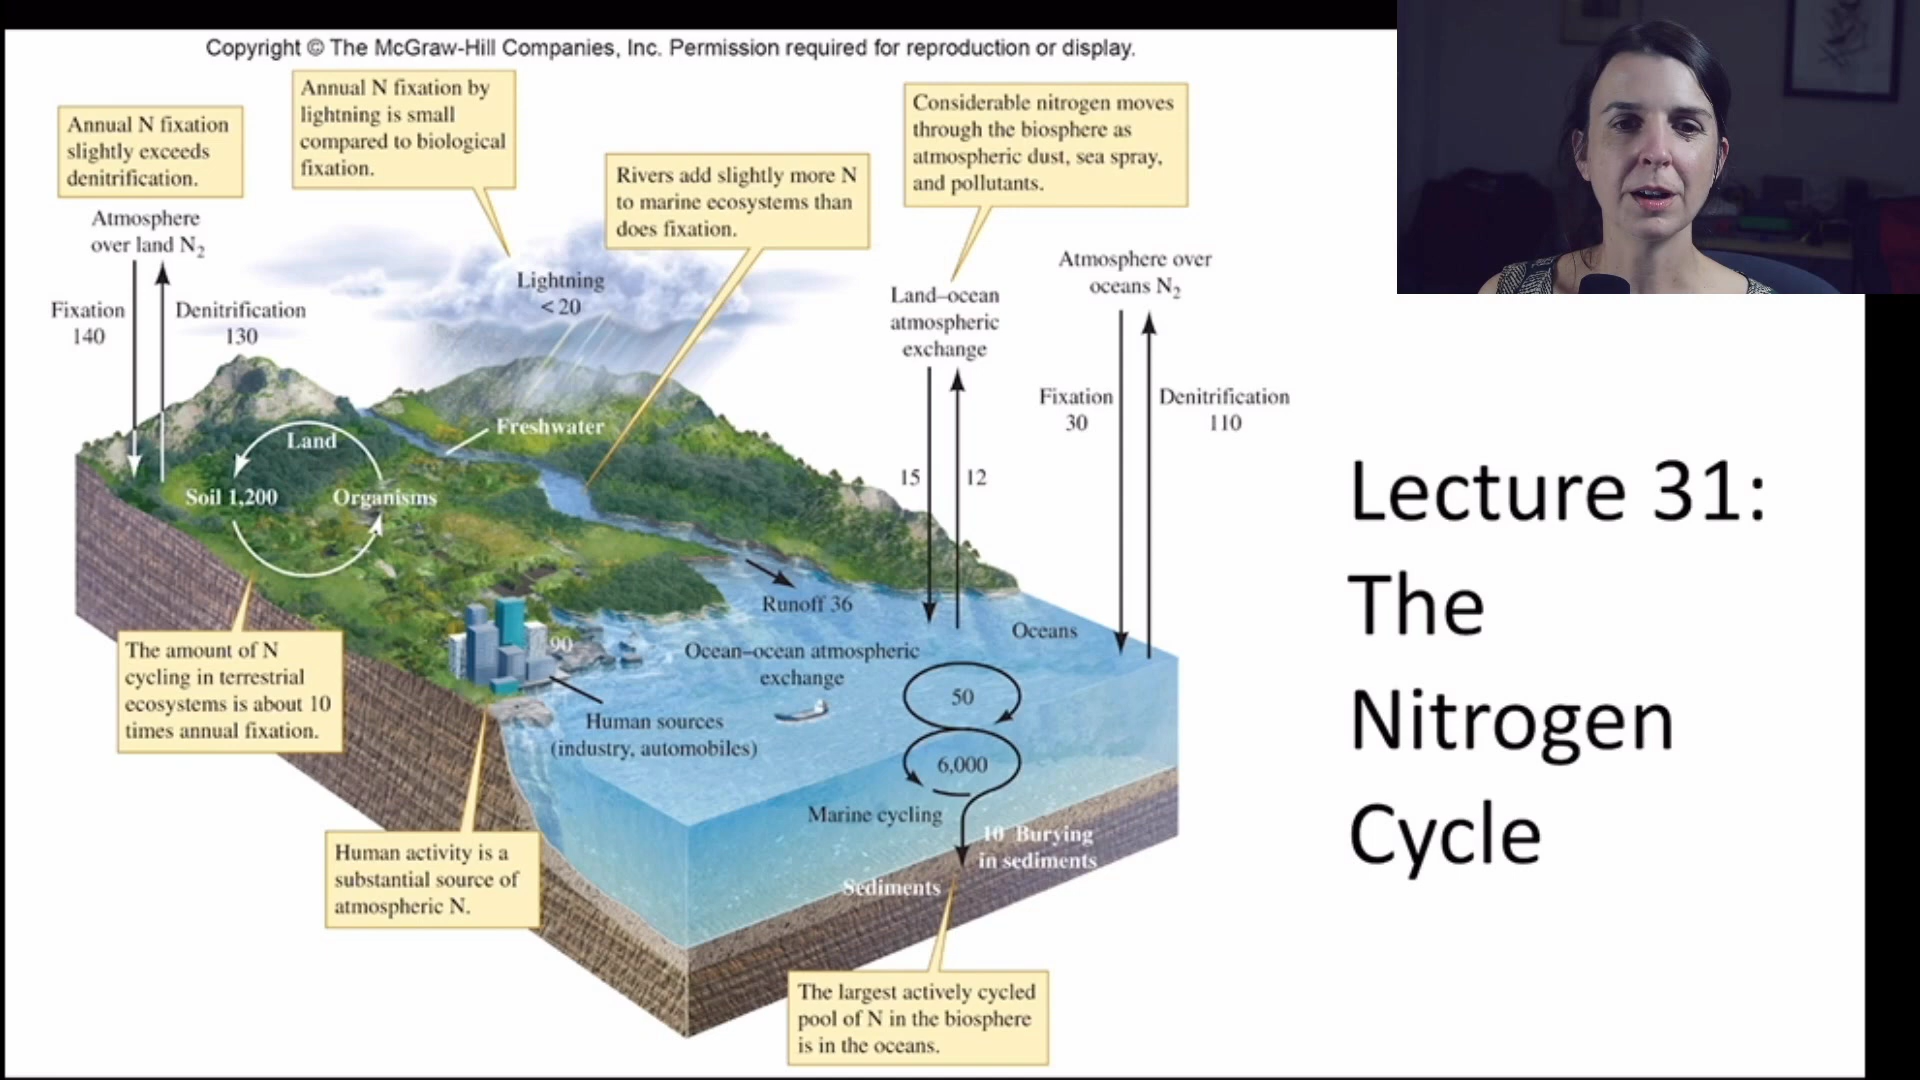 Copyright © The McGraw-Hill Companies, Inc. Permission required for reproduction or display.
Annual N fixation
slightly exceeds
denitrification.
Annual N fixation by
lightning is small
compared to biological
fixation.
Rivers add slightly more N
to marine ecosystems than
does fixation.
Considerable nitrogen moves
through the biosphere as
atmospheric dust, sea spray,
and pollutants.
Atmosphere
over land N₂
Fixation
140
Denitrification
130
Lightning
< 20
Land–ocean
atmospheric
exchange
15
12
Atmosphere over
oceans N₂
Fixation
30
Denitrification
110
Land
Soil 1,200
Organisms
Freshwater
Runoff 36
Oceans
90
Ocean–ocean atmospheric
exchange
50
Human sources
(industry, automobiles)
6,000
Marine cycling
10 Burying
in sediments
Sediments
The amount of N
cycling in terrestrial
ecosystems is about 10
times annual fixation.
Human activity is a
substantial source of
atmospheric N.
The largest actively cycled
pool of N in the biosphere
is in the oceans.
Lecture 31:
The
Nitrogen
Cycle